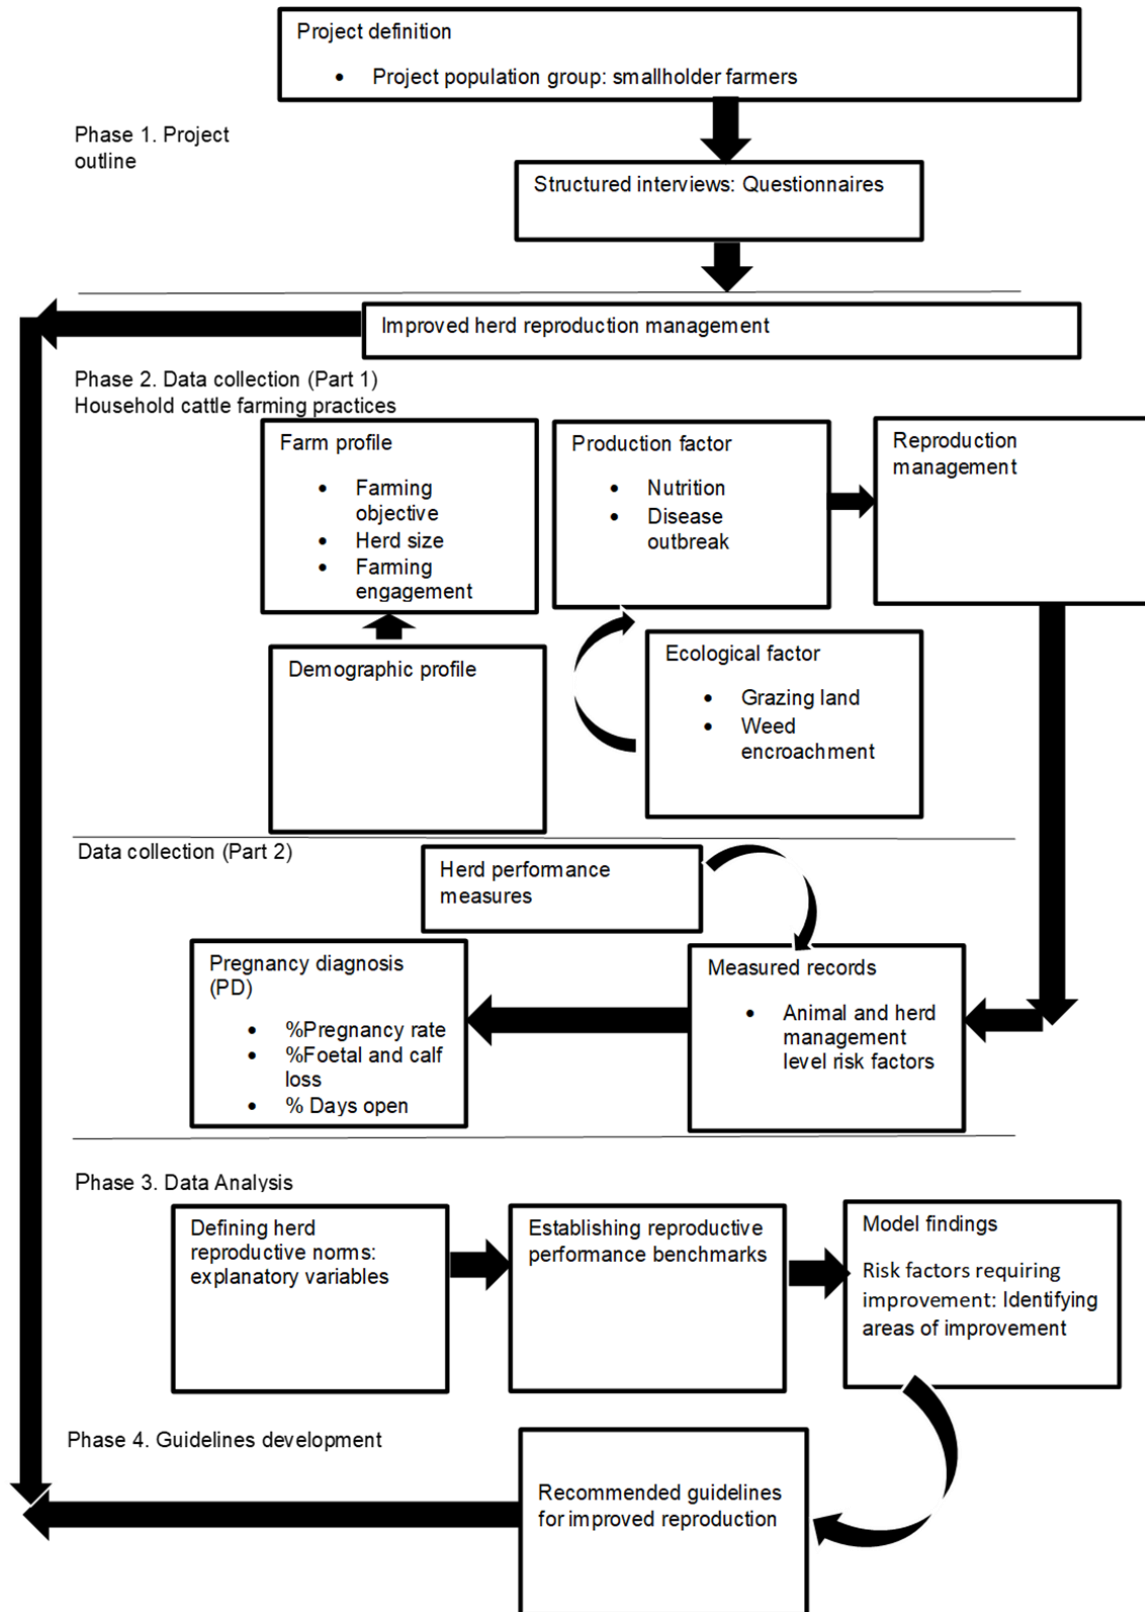 Project definition
• Project population group: smallholder farmers
Phase 1. Project
outline
Structured interviews: Questionnaires
Improved herd reproduction management
Phase 2. Data collection (Part 1)
Household cattle farming practices
Farm profile
• Farming
objective
• Herd size
• Farming
engagement
Production factor
• Nutrition
• Disease
outbreak
Reproduction
management
Demographic profile
Ecological factor
• Grazing land
• Weed
encroachment
Data collection (Part 2)
Herd performance
measures
Pregnancy diagnosis
(PD)
• %Pregnancy rate
• %Foetal and calf
loss
• % Days open
Measured records
• Animal and herd
management
level risk factors
Phase 3. Data Analysis
Defining herd
reproductive norms:
explanatory variables
Establishing reproductive
performance benchmarks
Model findings
Risk factors requiring
improvement: Identifying
areas of improvement
Phase 4. Guidelines development
Recommended guidelines
for improved reproduction